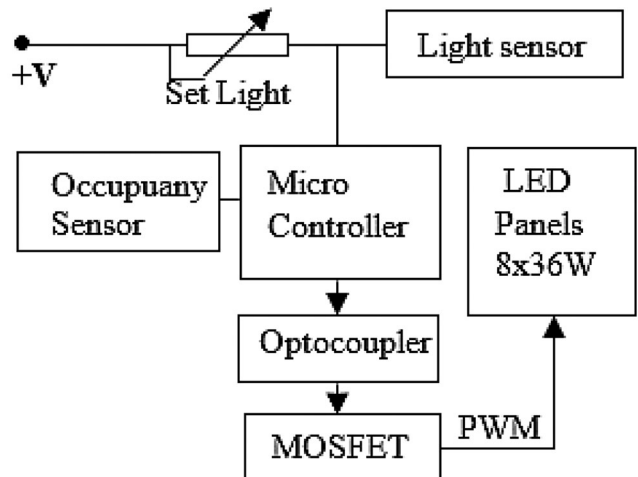 +V
Set Light
Light sensor
Occupuany
Sensor
Micro
Controller
LED
Panels
8x36W
Optocoupler
MOSFET
PWM